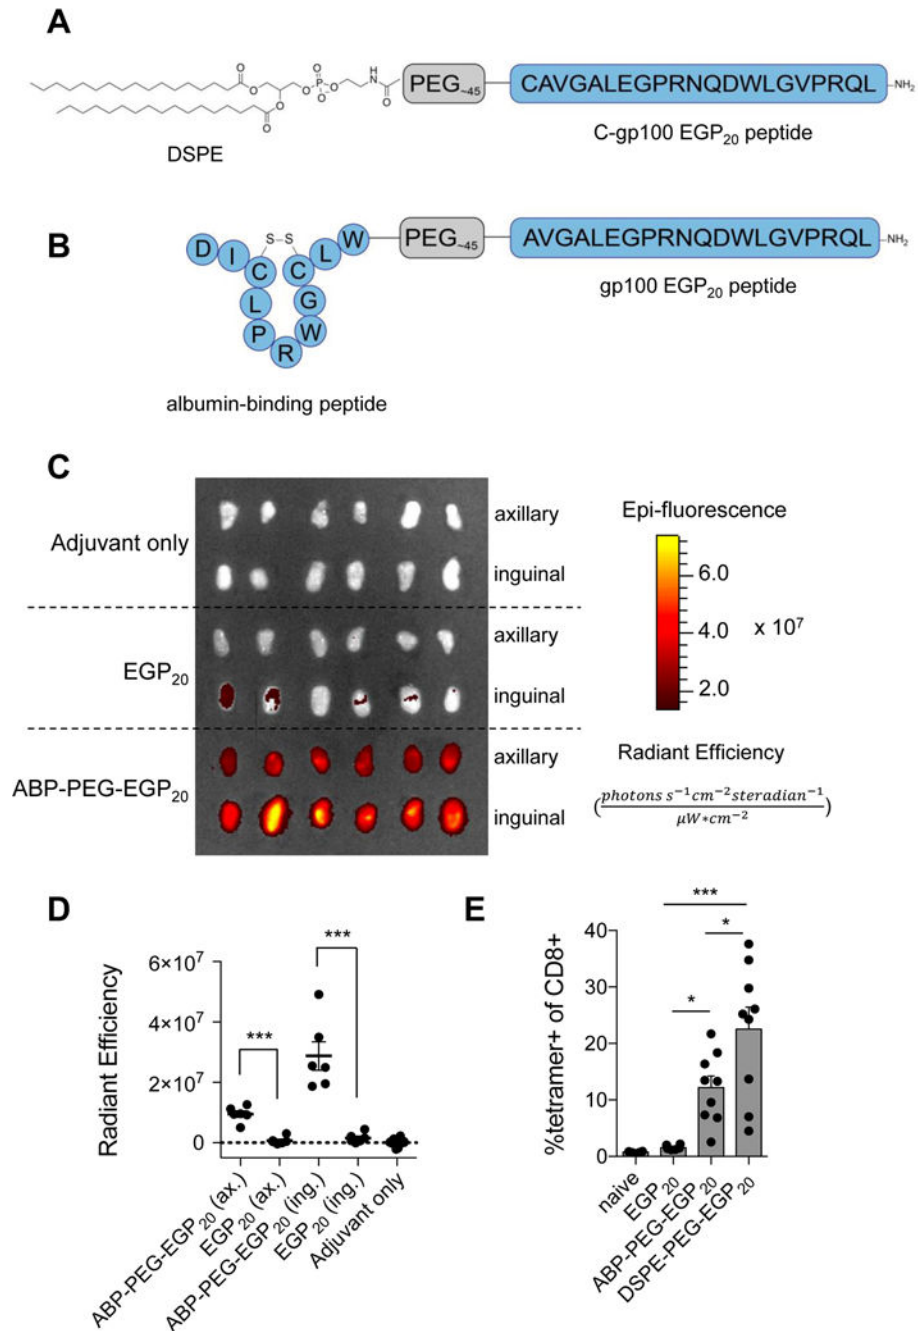 A
PEG~45
CAVGALEGPRNQDWLGVPRQL
NH2
O
O
O
O
O
O P O
O
H
N
O
DSPE
C-gp100 EGP20 peptide
B
D I C L P R W G C L W
S-S
PEG~45
AVGALEGPRNQDWLGVPRQL
NH2
gp100 EGP20 peptide
albumin-binding peptide
C
Adjuvant only
axillary
inguinal
EGP20
axillary
inguinal
ABP-PEG-EGP20
axillary
inguinal
Epi-fluorescence
6.0
4.0
2.0
x 10^7
Radiant Efficiency
(photons s^-1 cm^-2 steradian^-1
μW*cm^-2)
D
Radiant Efficiency
6×10^7
4×10^7
2×10^7
0
***
***
ABP-PEG-EGP20 (ax.)
EGP20 (ax.)
ABP-PEG-EGP20 (ing.)
EGP20 (ing.)
Adjuvant only
E
%tetramer+ of CD8+
40
30
20
10
0
***
*
*
naive
EGP20
ABP-PEG-EGP20
DSPE-PEG-EGP20